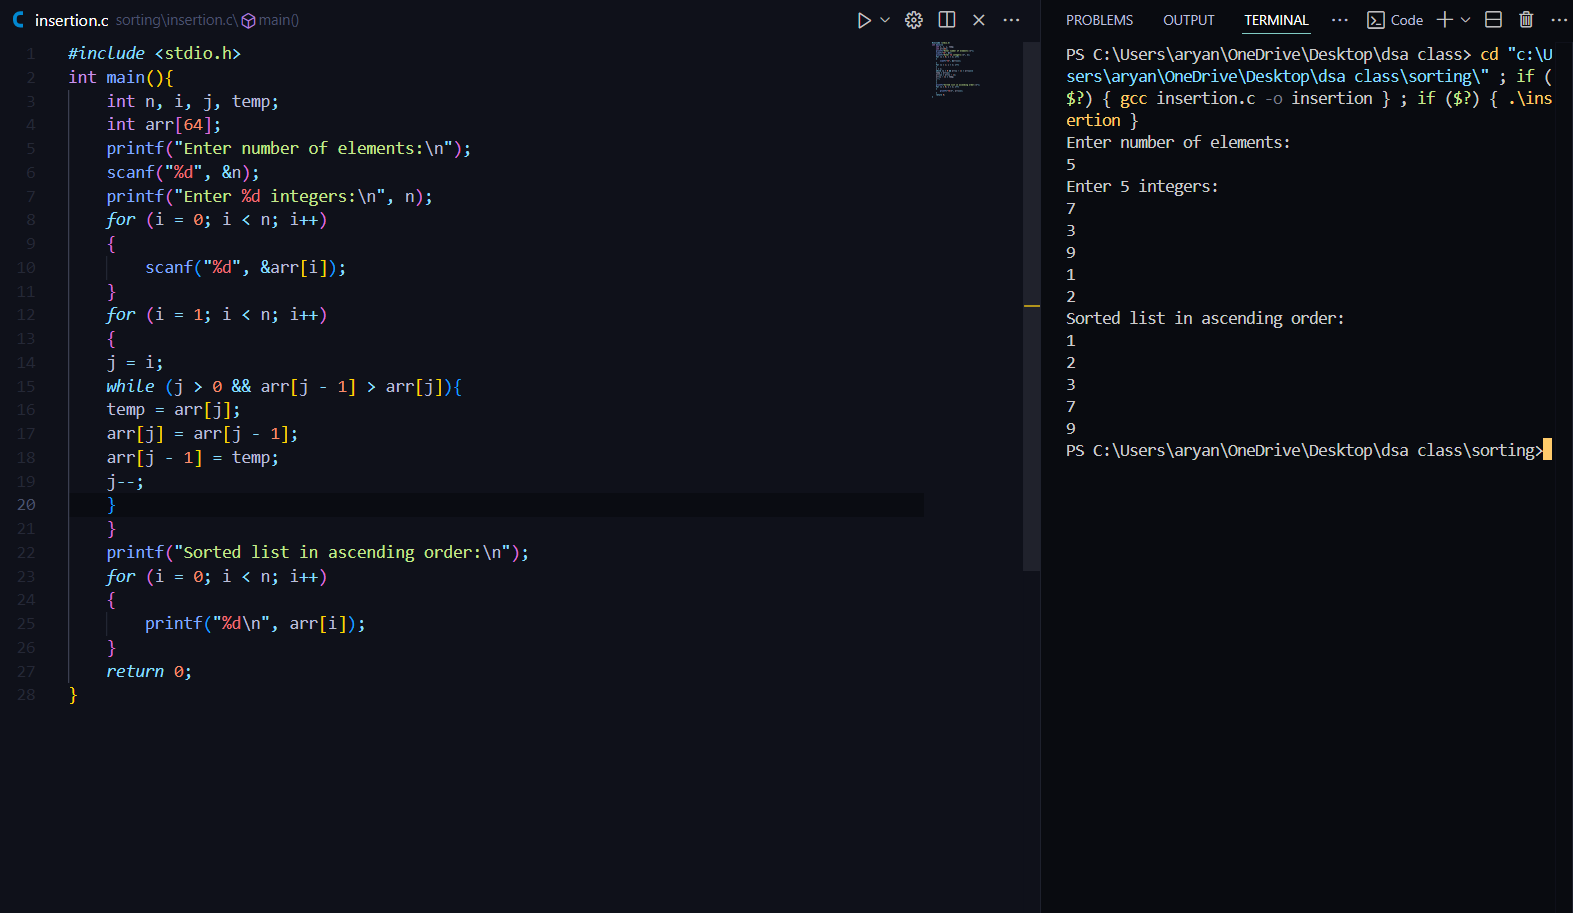 insertion.c sorting\insertion.c\ main()
1 #include <stdio.h>
2 int main(){
3 int n, i, j, temp;
4 int arr[64];
5 printf("Enter number of elements:\n");
6 scanf("%d", &n);
7 printf("Enter %d integers:\n", n);
8 for (i = 0; i < n; i++)
9 {
10 scanf("%d", &arr[i]);
11 }
12 for (i = 1; i < n; i++)
13 {
14 j = i;
15 while (j > 0 && arr[j - 1] > arr[j]){
16 temp = arr[j];
17 arr[j] = arr[j - 1];
18 arr[j - 1] = temp;
19 j--;
20 }
21 }
22 printf("Sorted list in ascending order:\n");
23 for (i = 0; i < n; i++)
24 {
25 printf("%d\n", arr[i]);
26 }
27 return 0;
28 }
PROBLEMS OUTPUT TERMINAL ... Code
PS C:\Users\aryan\OneDrive\Desktop\dsa class> cd "c:\U
sers\aryan\OneDrive\Desktop\dsa class\sorting\" ; if (
$?) { gcc insertion.c -o insertion } ; if ($?) { .\ins
ertion }
Enter number of elements:
5
Enter 5 integers:
7
3
9
1
2
Sorted list in ascending order:
1
2
3
7
9
PS C:\Users\aryan\OneDrive\Desktop\dsa class\sorting>